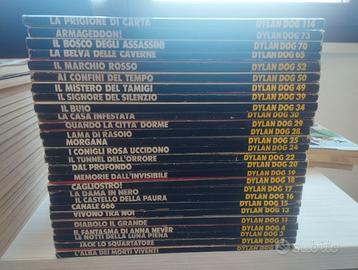 LA PRIGIONE DI CARTA DYLAN DOG 114
ARMAGEDDON! DYLAN DOG 73
IL BOSCO DEGLI ASSASSINI DYLAN DOG 70
LA BELVA DELLE CAVERNE DYLAN DOG 65
IL MARCHIO ROSSO DYLAN DOG 52
AI CONFINI DEL TEMPO DYLAN DOG 50
IL MISTERO DEL TAMIGI DYLAN DOG 49
IL SIGNORE DEL SILENZIO DYLAN DOG 39
IL BUIO DYLAN DOG 34
LA CASA INFESTATA DYLAN DOG 30
QUANDO LA CITTA' DORME DYLAN DOG 29
LAMA DI RASOIO DYLAN DOG 28
MORGANA DYLAN DOG 25
I CONIGLI ROSA UCCIDONO DYLAN DOG 24
IL TUNNEL DELL'ORRORE DYLAN DOG 22
DAL PROFONDO DYLAN DOG 20
MEMORIE DALL'INVISIBILE DYLAN DOG 19
CAGLIOSTRO! DYLAN DOG 18
LA DAMA IN NERO DYLAN DOG 17
IL CASTELLO DELLA PAURA DYLAN DOG 16
CANALE 666 DYLAN DOG 15
VIVONO TRA NOI DYLAN DOG 13
DIABOLO IL GRANDE DYLAN DOG 11
IL FANTASMA DI ANNA NEVER DYLAN DOG 4
LE NOTTI DELLA LUNA PIENA DYLAN DOG 3
JACK LO SQUARTATORE DYLAN DOG 2
L'ALBA DEI MORTI VIVENTI
subito